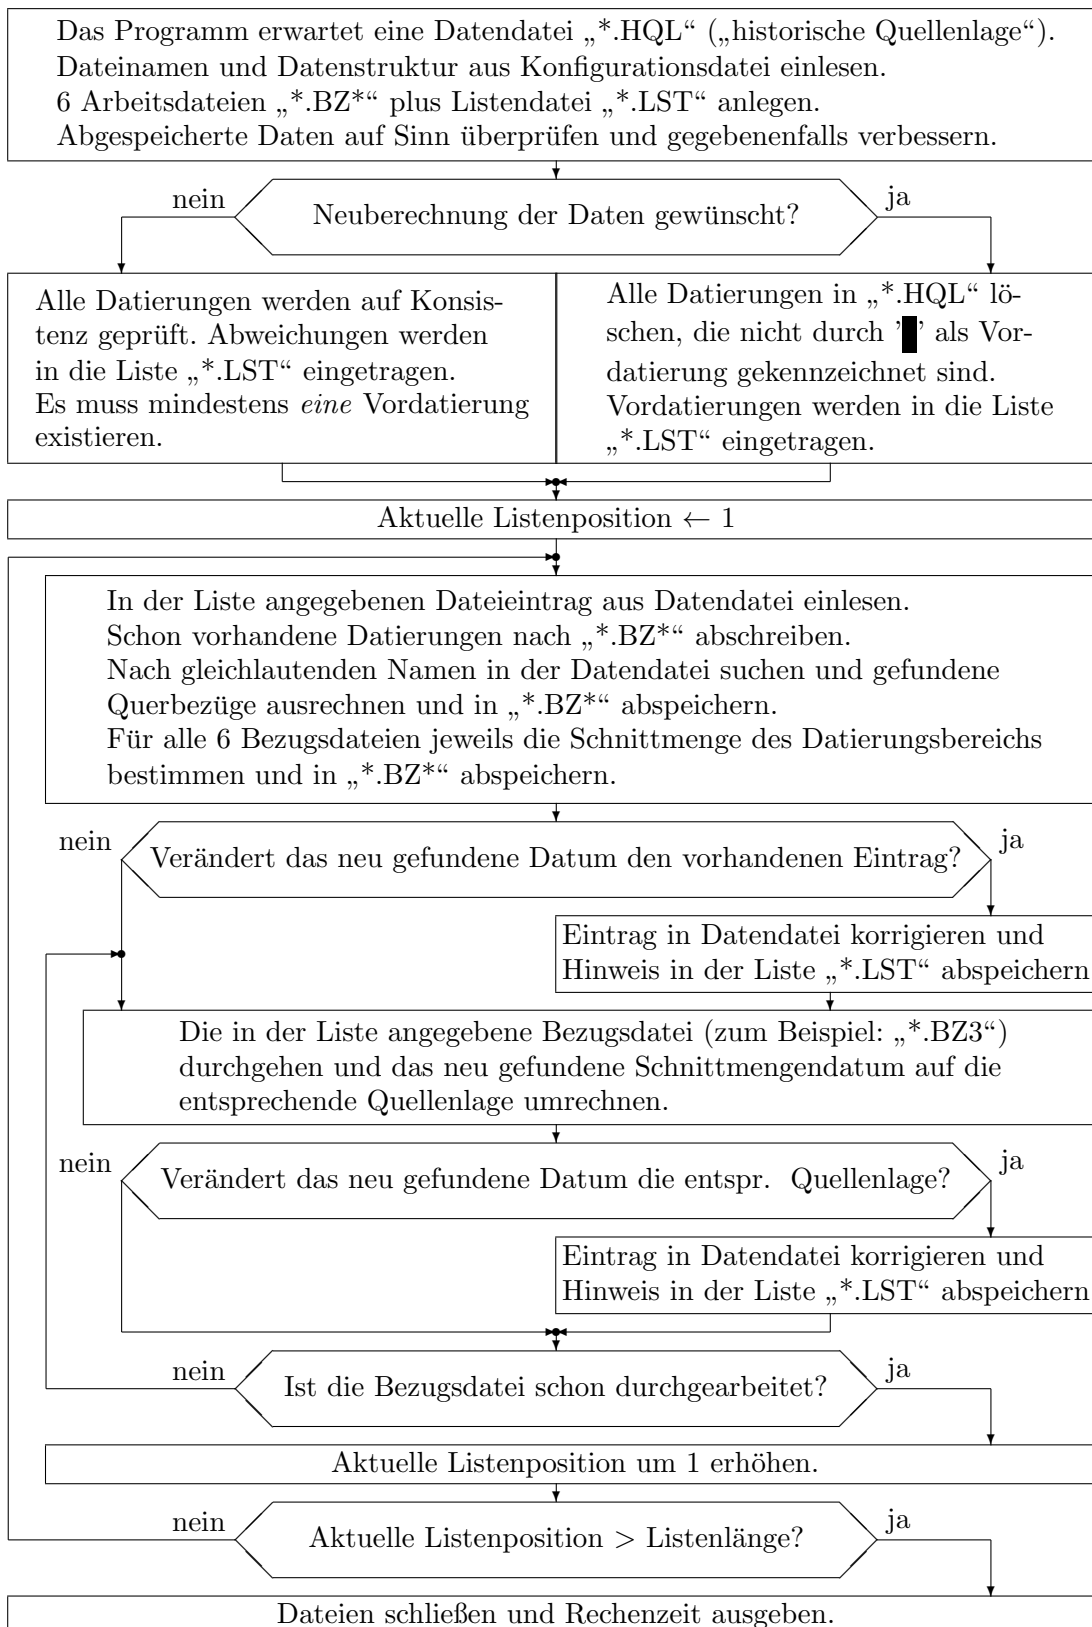 Das Programm erwartet eine Datendatei „*.HQL“ („historische Quellenlage“).
Dateinamen und Datenstruktur aus Konfigurationsdatei einlesen.
6 Arbeitsdateien „*.BZ*“ plus Listendatei „*.LST“ anlegen.
Abgespeicherte Daten auf Sinn überprüfen und gegebenenfalls verbessern.
nein
Neuberechnung der Daten gewünscht?
ja
Alle Datierungen werden auf Konsis-
tenz geprüft. Abweichungen werden
in die Liste „*.LST“ eingetragen.
Es muss mindestens eine Vordatierung
existieren.
Alle Datierungen in „*.HQL“ lö-
schen, die nicht durch ’█’ als Vor-
datierung gekennzeichnet sind.
Vordatierungen werden in die Liste
„*.LST“ eingetragen.
Aktuelle Listenposition ← 1
In der Liste angegebenen Dateieintrag aus Datendatei einlesen.
Schon vorhandene Datierungen nach „*.BZ*“ abschreiben.
Nach gleichlautenden Namen in der Datendatei suchen und gefundene
Querbezüge ausrechnen und in „*.BZ*“ abspeichern.
Für alle 6 Bezugsdateien jeweils die Schnittmenge des Datierungsbereichs
bestimmen und in „*.BZ*“ abspeichern.
nein
Verändert das neu gefundene Datum den vorhandenen Eintrag?
ja
Eintrag in Datendatei korrigieren und
Hinweis in der Liste „*.LST“ abspeichern
Die in der Liste angegebene Bezugsdatei (zum Beispiel: „*.BZ3“)
durchgehen und das neu gefundene Schnittmengendatum auf die
entsprechende Quellenlage umrechnen.
nein
Verändert das neu gefundene Datum die entspr. Quellenlage?
ja
Eintrag in Datendatei korrigieren und
Hinweis in der Liste „*.LST“ abspeichern
nein
Ist die Bezugsdatei schon durchgearbeitet?
ja
Aktuelle Listenposition um 1 erhöhen.
nein
Aktuelle Listenposition > Listenlänge?
ja
Dateien schließen und Rechenzeit ausgeben.